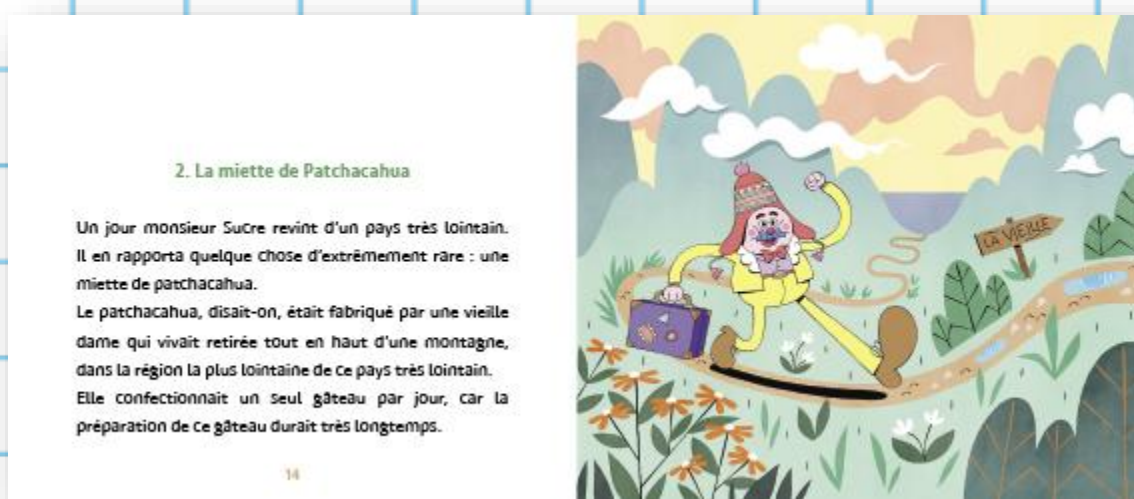 2. La miette de Patchacahua
Un jour monsieur Sucre revint d'un pays très lointain.
Il en rapporta quelque chose d'extrêmement rare : une
miette de patchacahua.
Le patchacahua, disait-on, était fabriqué par une vieille
dame qui vivait retirée tout en haut d'une montagne,
dans la région la plus lointaine de ce pays très lointain.
Elle confectionnait un seul gâteau par jour, car la
préparation de ce gâteau durait très longtemps.
14
LA VIEILLE